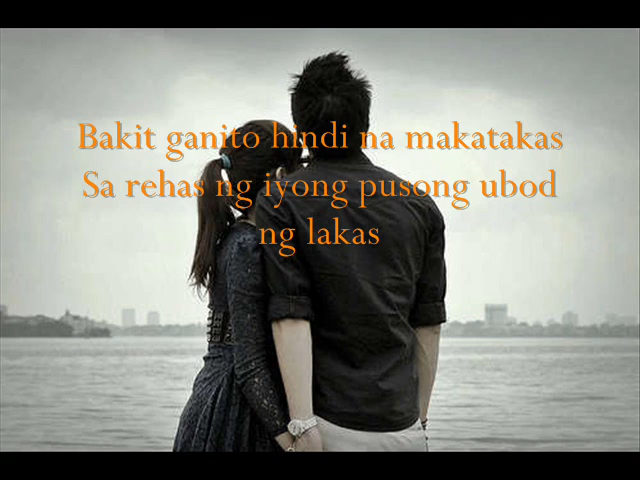 Bakit ganito hindi na makatakas
Sa rehas ng iyong pusong ubod
ng lakas